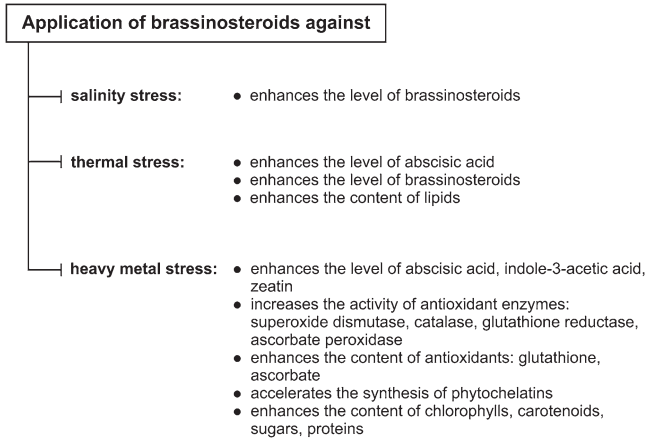 Application of brassinosteroids against
salinity stress: ● enhances the level of brassinosteroids
thermal stress: ● enhances the level of abscisic acid
● enhances the level of brassinosteroids
● enhances the content of lipids
heavy metal stress: ● enhances the level of abscisic acid, indole-3-acetic acid,
zeatin
● increases the activity of antioxidant enzymes:
superoxide dismutase, catalase, glutathione reductase,
ascorbate peroxidase
● enhances the content of antioxidants: glutathione,
ascorbate
● accelerates the synthesis of phytochelatins
● enhances the content of chlorophylls, carotenoids,
sugars, proteins